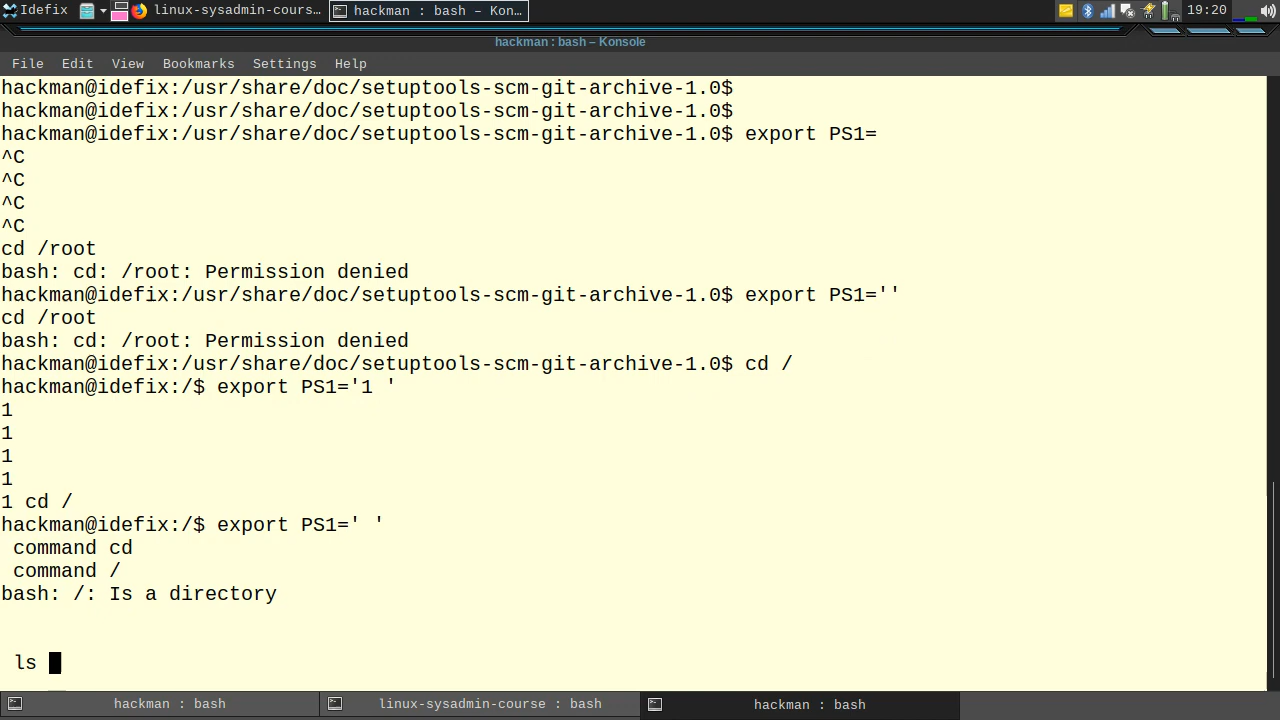 Idefix
linux-sysadmin-cours…
hackman : bash – Kon…
19:20
hackman : bash – Konsole
File Edit View Bookmarks Settings Help
hackman@idefix:/usr/share/doc/setuptools-scm-git-archive-1.0$
hackman@idefix:/usr/share/doc/setuptools-scm-git-archive-1.0$
hackman@idefix:/usr/share/doc/setuptools-scm-git-archive-1.0$ export PS1=
^C
^C
^C
^C
cd /root
bash: cd: /root: Permission denied
hackman@idefix:/usr/share/doc/setuptools-scm-git-archive-1.0$ export PS1=''
cd /root
bash: cd: /root: Permission denied
hackman@idefix:/usr/share/doc/setuptools-scm-git-archive-1.0$ cd /
hackman@idefix:/$ export PS1='1 '
1
1
1
1
1 cd /
hackman@idefix:/$ export PS1=' '
 command cd
 command /
bash: /: Is a directory
 ls
hackman : bash
linux-sysadmin-course : bash
hackman : bash